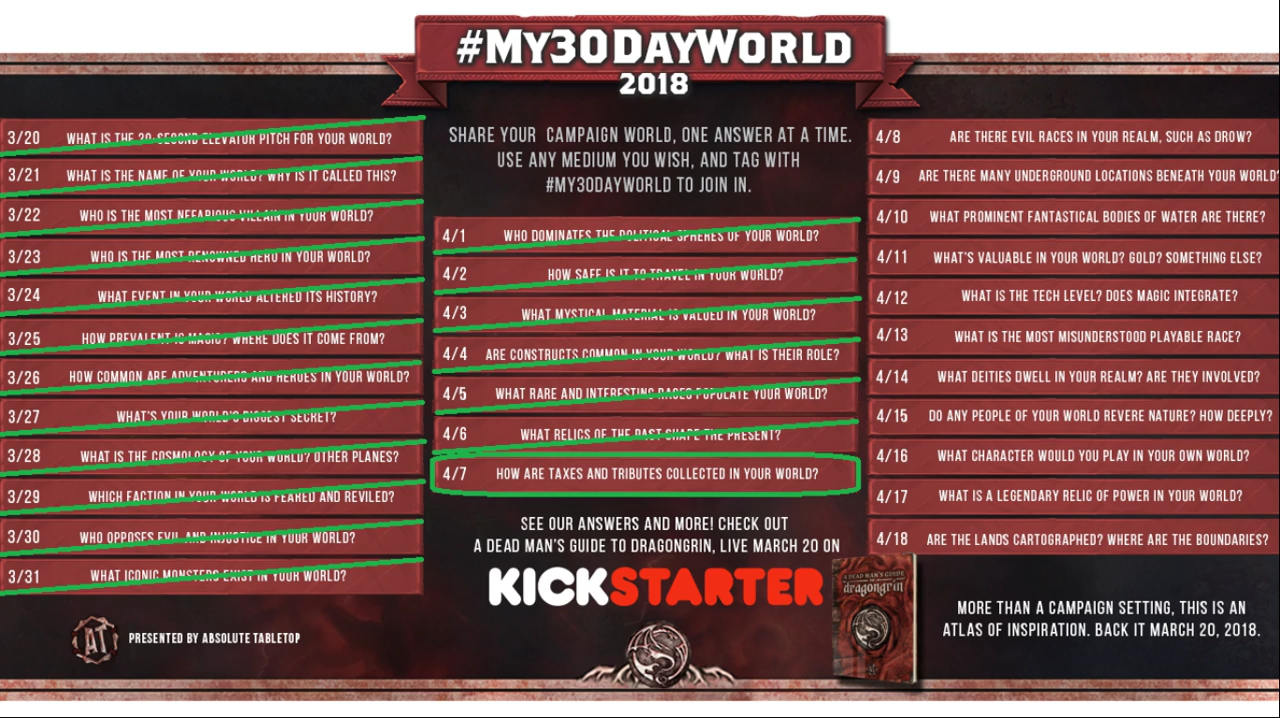 #MY30DAYWORLD
2018
3/20 WHAT IS THE 30-SECOND ELEVATOR PITCH FOR YOUR WORLD?
3/21 WHAT IS THE NAME OF YOUR WORLD? WHY IS IT CALLED THIS?
3/22 WHO IS THE MOST NEFARIOUS VILLAIN IN YOUR WORLD?
3/23 WHO IS THE MOST RENOWNED HERO IN YOUR WORLD?
3/24 WHAT EVENT IN YOUR WORLD ALTERED ITS HISTORY?
3/25 HOW PREVALENT IS MAGIC? WHERE DOES IT COME FROM?
3/26 HOW COMMON ARE ADVENTURERS AND HEROES IN YOUR WORLD?
3/27 WHAT'S YOUR WORLD'S BIGGEST SECRET?
3/28 WHAT IS THE COSMOLOGY OF YOUR WORLD? OTHER PLANES?
3/29 WHICH FACTION IN YOUR WORLD IS FEARED AND REVILED?
3/30 WHO OPPOSES EVIL AND INJUSTICE IN YOUR WORLD?
3/31 WHAT ICONIC MONSTERS EXIST IN YOUR WORLD?
AT PRESENTED BY ABSOLUTE TABLETOP
SHARE YOUR CAMPAIGN WORLD, ONE ANSWER AT A TIME.
USE ANY MEDIUM YOU WISH, AND TAG WITH
#MY30DAYWORLD TO JOIN IN.
4/1 WHO DOMINATES THE POLITICAL SPHERES OF YOUR WORLD?
4/2 HOW SAFE IS IT TO TRAVEL IN YOUR WORLD?
4/3 WHAT MYSTICAL MATERIAL IS VALUED IN YOUR WORLD?
4/4 ARE CONSTRUCTS COMMON IN YOUR WORLD? WHAT IS THEIR ROLE?
4/5 WHAT RARE AND INTERESTING RACES POPULATE YOUR WORLD?
4/6 WHAT RELICS OF THE PAST SHAPE THE PRESENT?
4/7 HOW ARE TAXES AND TRIBUTES COLLECTED IN YOUR WORLD?
SEE OUR ANSWERS AND MORE! CHECK OUT
A DEAD MAN'S GUIDE TO DRAGONGRIN, LIVE MARCH 20 ON
KICKSTARTER
4/8 ARE THERE EVIL RACES IN YOUR REALM, SUCH AS DROW?
4/9 ARE THERE MANY UNDERGROUND LOCATIONS BENEATH YOUR WORLD?
4/10 WHAT PROMINENT FANTASTICAL BODIES OF WATER ARE THERE?
4/11 WHAT'S VALUABLE IN YOUR WORLD? GOLD? SOMETHING ELSE?
4/12 WHAT IS THE TECH LEVEL? DOES MAGIC INTEGRATE?
4/13 WHAT IS THE MOST MISUNDERSTOOD PLAYABLE RACE?
4/14 WHAT DEITIES DWELL IN YOUR REALM? ARE THEY INVOLVED?
4/15 DO ANY PEOPLE OF YOUR WORLD REVERE NATURE? HOW DEEPLY?
4/16 WHAT CHARACTER WOULD YOU PLAY IN YOUR OWN WORLD?
4/17 WHAT IS A LEGENDARY RELIC OF POWER IN YOUR WORLD?
4/18 ARE THE LANDS CARTOGRAPHED? WHERE ARE THE BOUNDARIES?
A DEAD MAN'S GUIDE
TO
dragongrin
MORE THAN A CAMPAIGN SETTING, THIS IS AN
ATLAS OF INSPIRATION. BACK IT MARCH 20, 2018.